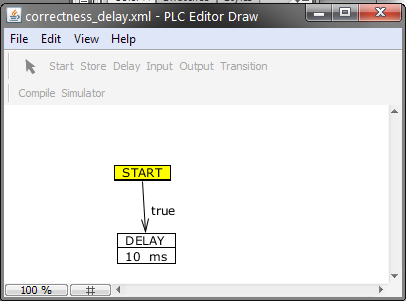 correctness_delay.xml - PLC Editor Draw
File Edit View Help
Start Store Delay Input Output Transition
Compile Simulator
START
true
DELAY
10 ms
100 %